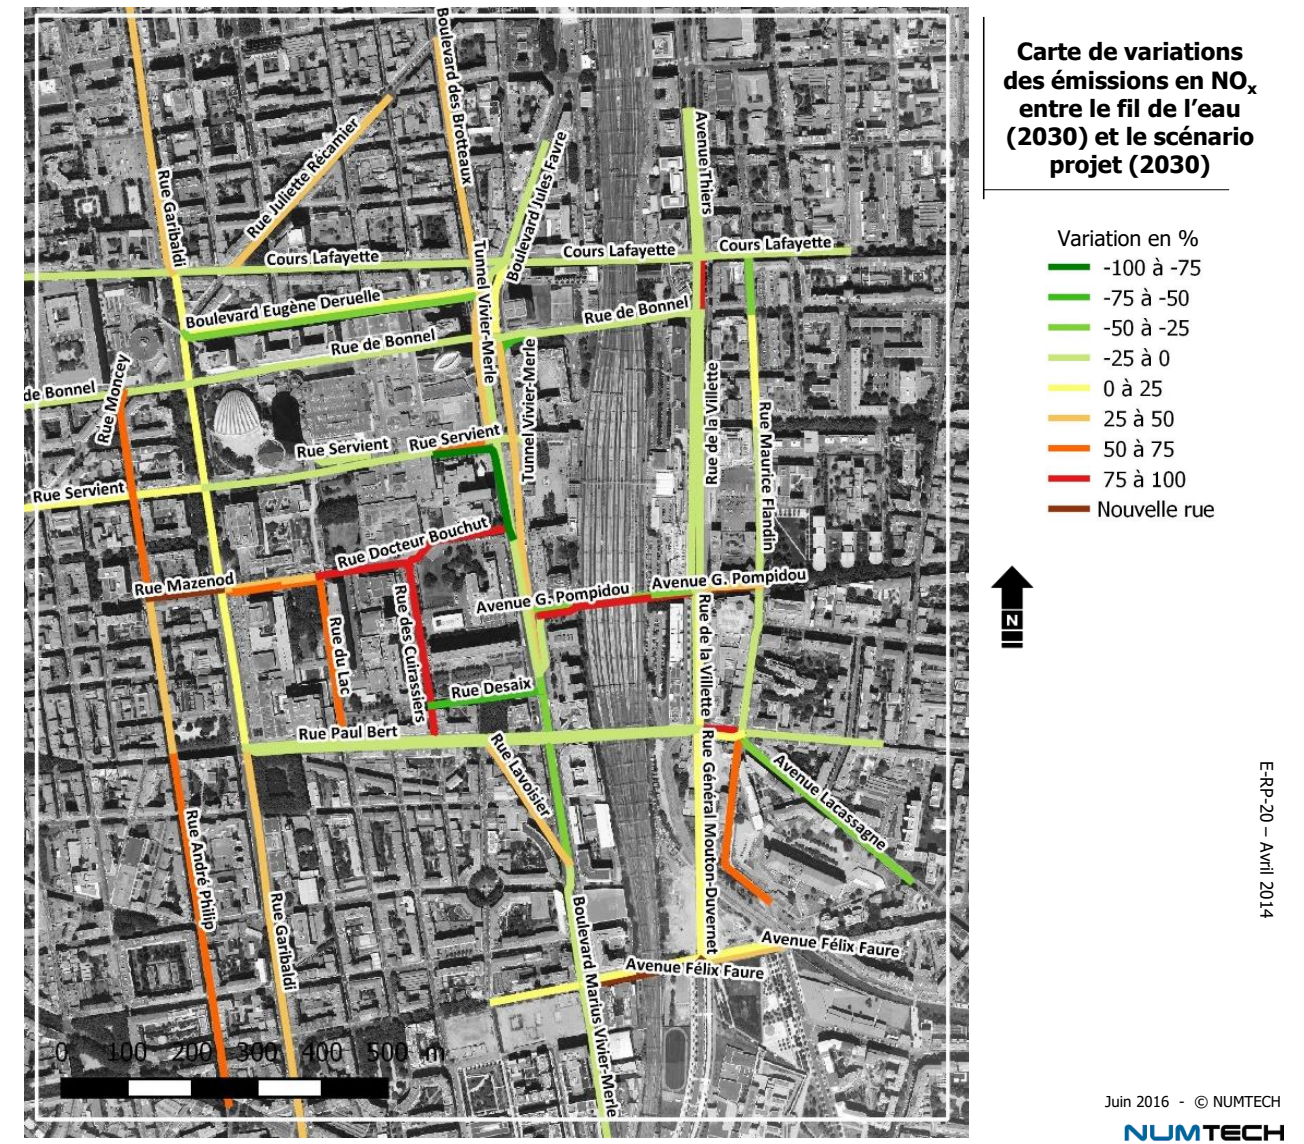 Carte de variations
des émissions en NOx
entre le fil de l’eau
(2030) et le scénario
projet (2030)
Variation en %
-100 à -75
-75 à -50
-50 à -25
-25 à 0
0 à 25
25 à 50
50 à 75
75 à 100
Nouvelle rue
N
E-RP-20 – Avril 2014
Juin 2016 - © NUMTECH
NUMTECH
Boulevard des Brotteaux
Rue Juliette Récamier
Rue Garibaldi
Boulevard Jules Favre
Avenue Thiers
Cours Lafayette
Cours Lafayette
Cours Lafayette
Tunnel Vivier-Merle
Boulevard Eugène Deruelle
Rue de Bonnel
Rue de Bonnel
de Bonnel
Rue Moncey
Tunnel Vivier-Merle
Rue de la Villette
Rue Maurice Flandin
Rue Servient
Rue Servient
Rue Servient
Rue Docteur Bouchut
Rue Mazenod
Avenue G. Pompidou
Avenue G. Pompidou
Rue des Cuirassiers
Rue du Lac
Rue de la Villette
Rue Desaix
Rue Paul Bert
Rue Lavoisier
Rue Général Mouton-Duvernet
Avenue Lacassagne
Rue André Philip
Rue Garibaldi
Boulevard Marius Vivier-Merle
Avenue Félix Faure
Avenue Félix Faure
0 100 200 300 400 500 m